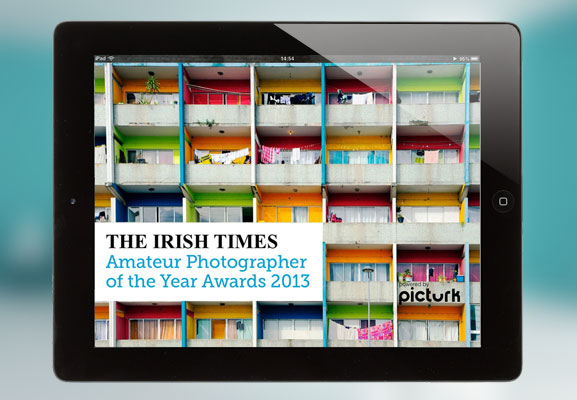 iPad
14:54
THE IRISH TIMES
Amateur Photographer
of the Year Awards 2013
powered by
picturk